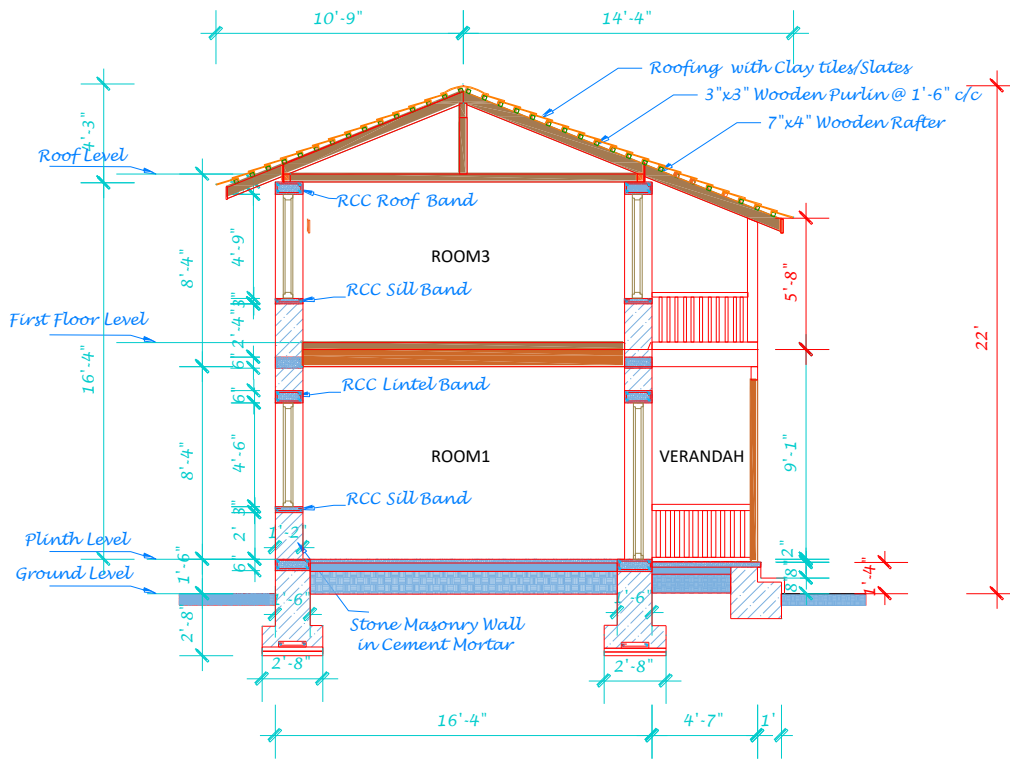 10'-9"
14'-4"
Roofing with Clay tiles/Slates
3"x3" Wooden Purlin @ 1'-6" c/c
7"x4" Wooden Rafter
4'-3"
Roof Level
RCC Roof Band
4'-9"
8'-4"
ROOM3
5'-8"
RCC Sill Band
3"
First Floor Level
2'-4"
22'
16'-4"
6"
RCC Lintel Band
6"
4'-6"
8'-4"
ROOM1
VERANDAH
9'-1"
RCC Sill Band
3"
2'
1'-2"
Plinth Level
6"
1'-6"
2"
8"
8"
1'-4"
Ground Level
1'-6"
1'-6"
Stone Masonry Wall
in Cement Mortar
2'-8"
2'-8"
2'-8"
16'-4"
4'-7"
1'